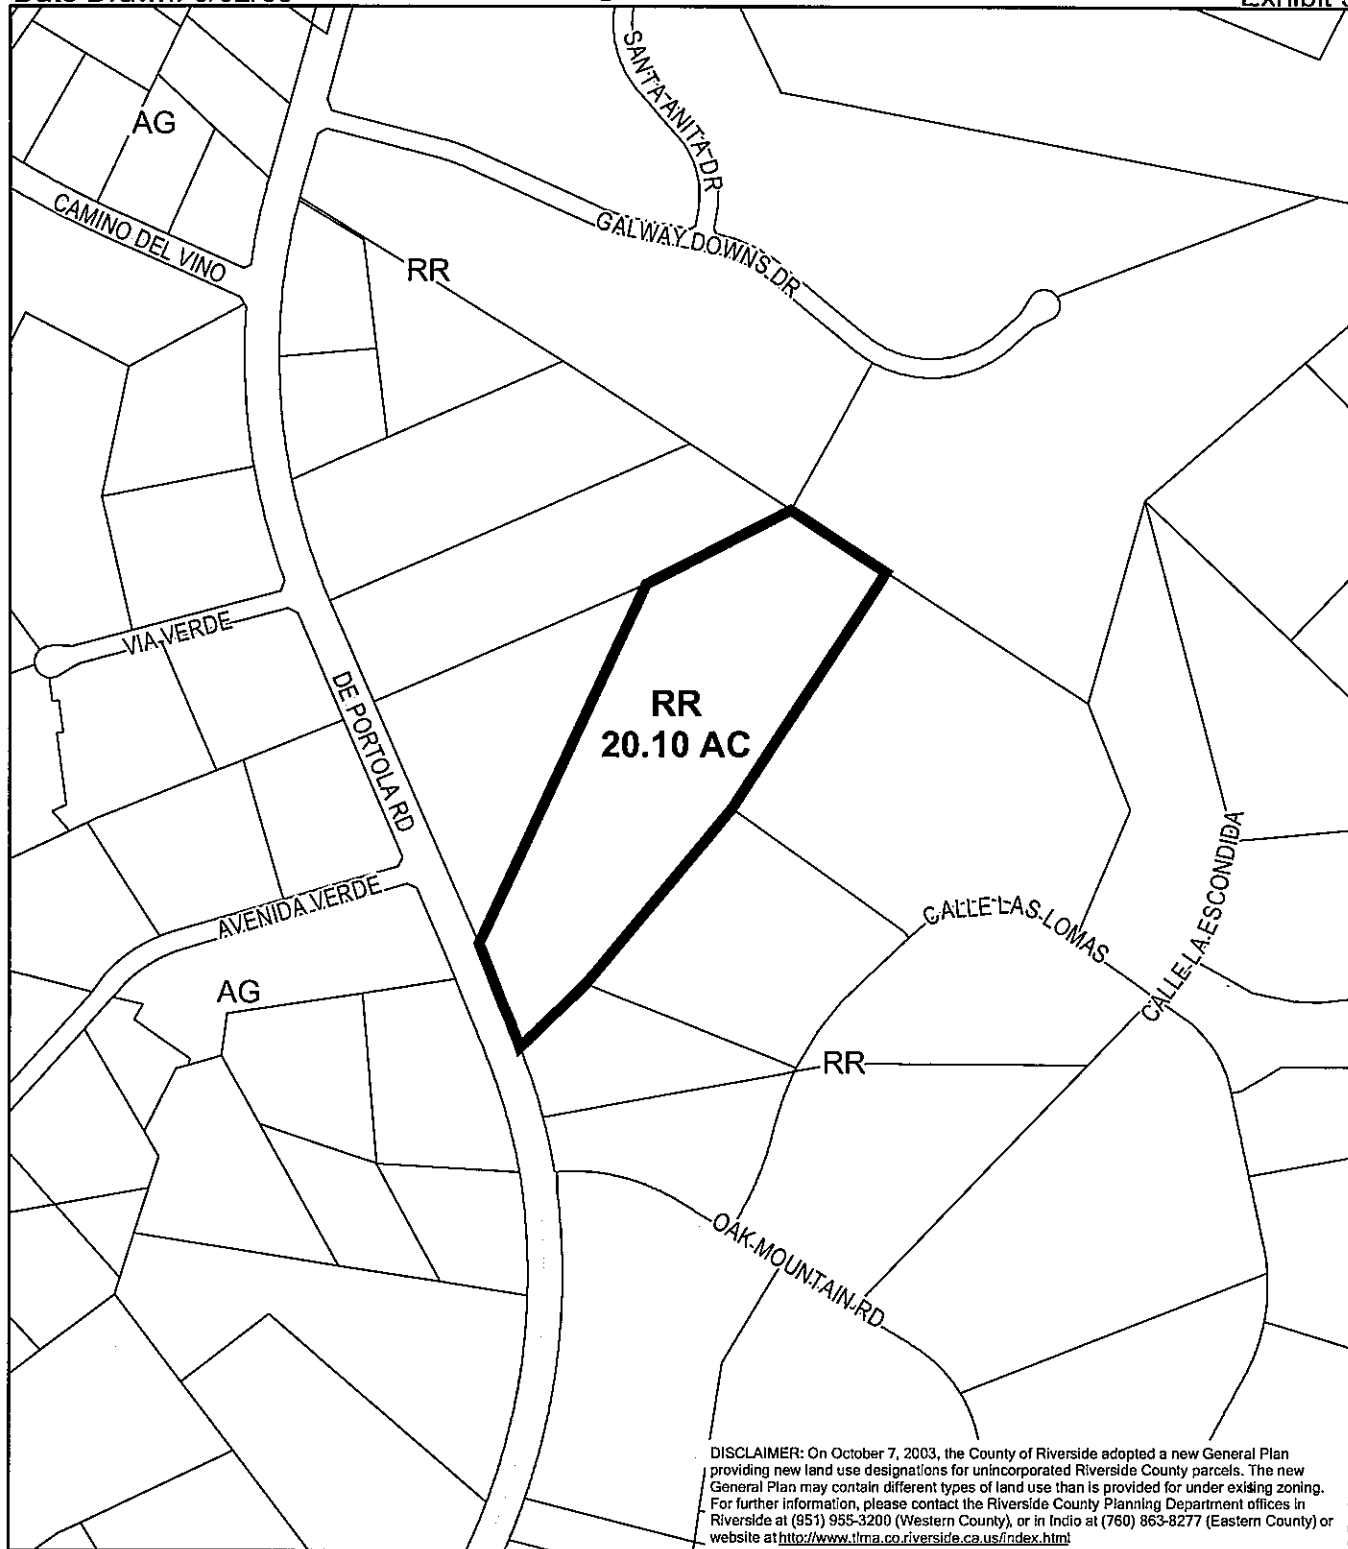 SANTA ANITA DR
AG
CAMINO DEL VINO
GALWAY DOWNS DR
RR
VIA VERDE
DE PORTOLA RD
RR
20.10 AC
AVENIDA VERDE
CALLE LAS LOMAS
CALLE LA ESCONDIDA
AG
RR
OAK MOUNTAIN RD
DISCLAIMER: On October 7, 2003, the County of Riverside adopted a new General Plan
providing new land use designations for unincorporated Riverside County parcels. The new
General Plan may contain different types of land use than is provided for under existing zoning.
For further information, please contact the Riverside County Planning Department offices in
Riverside at (951) 955-3200 (Western County), or in Indio at (760) 863-8277 (Eastern County) or
website at http://www.tlma.co.riverside.ca.us/index.html